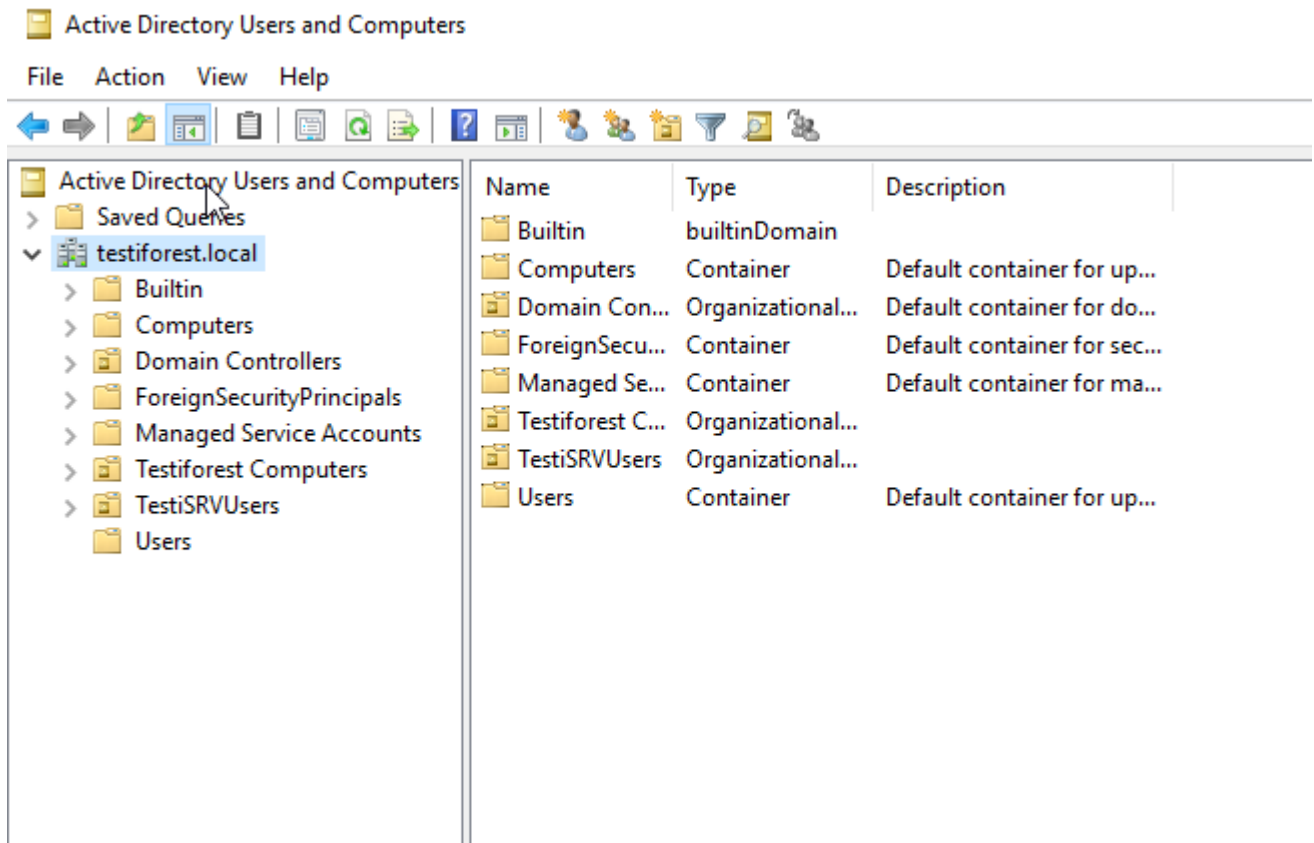 Active Directory Users and Computers
File Action View Help
Active Directory Users and Computers
Saved Queries
testiforest.local
Builtin
Computers
Domain Controllers
ForeignSecurityPrincipals
Managed Service Accounts
Testiforest Computers
TestiSRVUsers
Users
Name Type Description
Builtin builtinDomain
Computers Container Default container for up...
Domain Con... Organizational... Default container for do...
ForeignSecu... Container Default container for sec...
Managed Se... Container Default container for ma...
Testiforest C... Organizational...
TestiSRVUsers Organizational...
Users Container Default container for up...